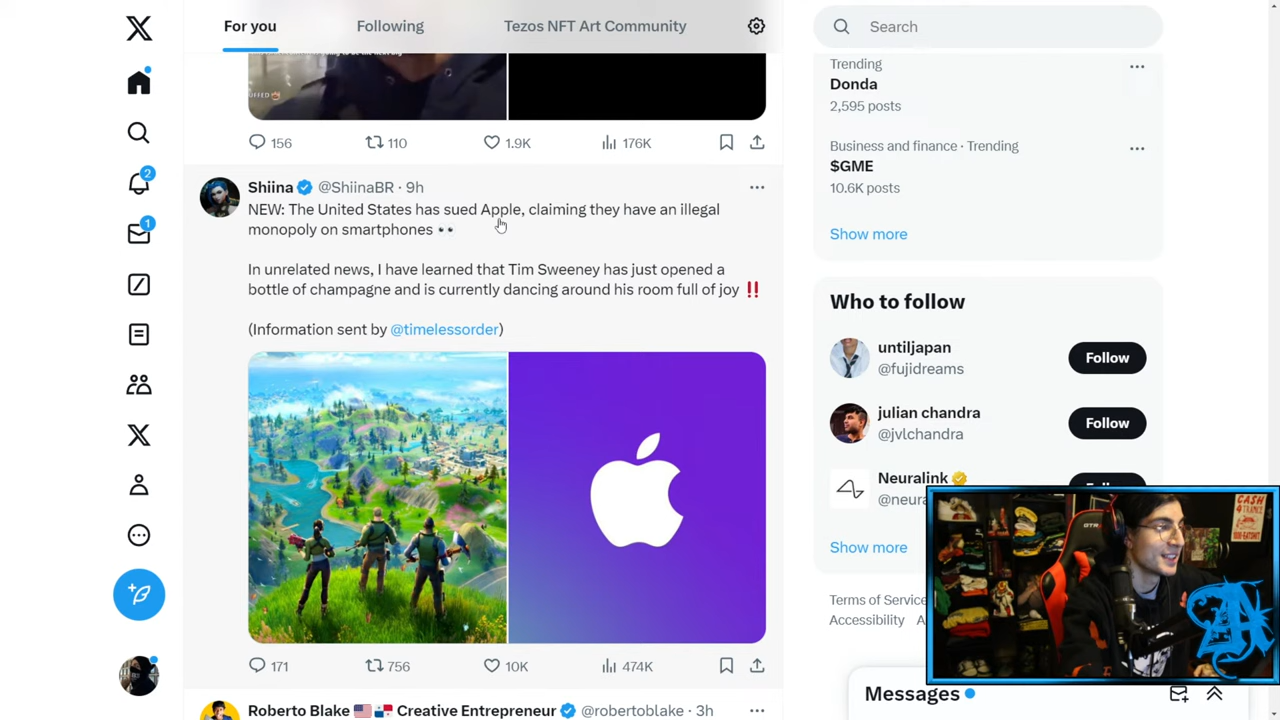 For you
Following
Tezos NFT Art Community
156
110
1.9K
176K
Shiina @ShiinaBR · 9h
NEW: The United States has sued Apple, claiming they have an illegal
monopoly on smartphones 👀
In unrelated news, I have learned that Tim Sweeney has just opened a
bottle of champagne and is currently dancing around his room full of joy ‼️
(Information sent by @timelessorder)
171
756
10K
474K
Roberto Blake 🇺🇸 🇵🇦 Creative Entrepreneur @robertoblake · 3h
2
1
Search
Trending
Donda
2,595 posts
Business and finance · Trending
$GME
10.6K posts
Show more
Who to follow
untiljapan
@fujidreams
Follow
julian chandra
@jvlchandra
Follow
Neuralink
Show more
Terms of Service
Accessibility
CASH
Messages